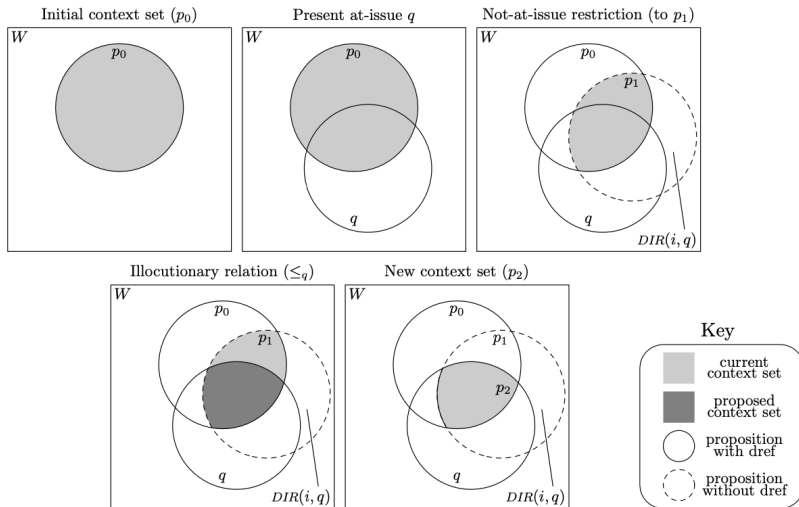 Initial context set (p₀)
W
p₀
Present at-issue q
W
p₀
q
Not-at-issue restriction (to p₁)
W
p₀
p₁
q
DIR(i, q)
Illocutionary relation (≤q)
W
p₀
p₁
q
DIR(i, q)
New context set (p₂)
W
p₀
p₁
p₂
q
DIR(i, q)
Key
current
context set
proposed
context set
proposition
with dref
proposition
without dref